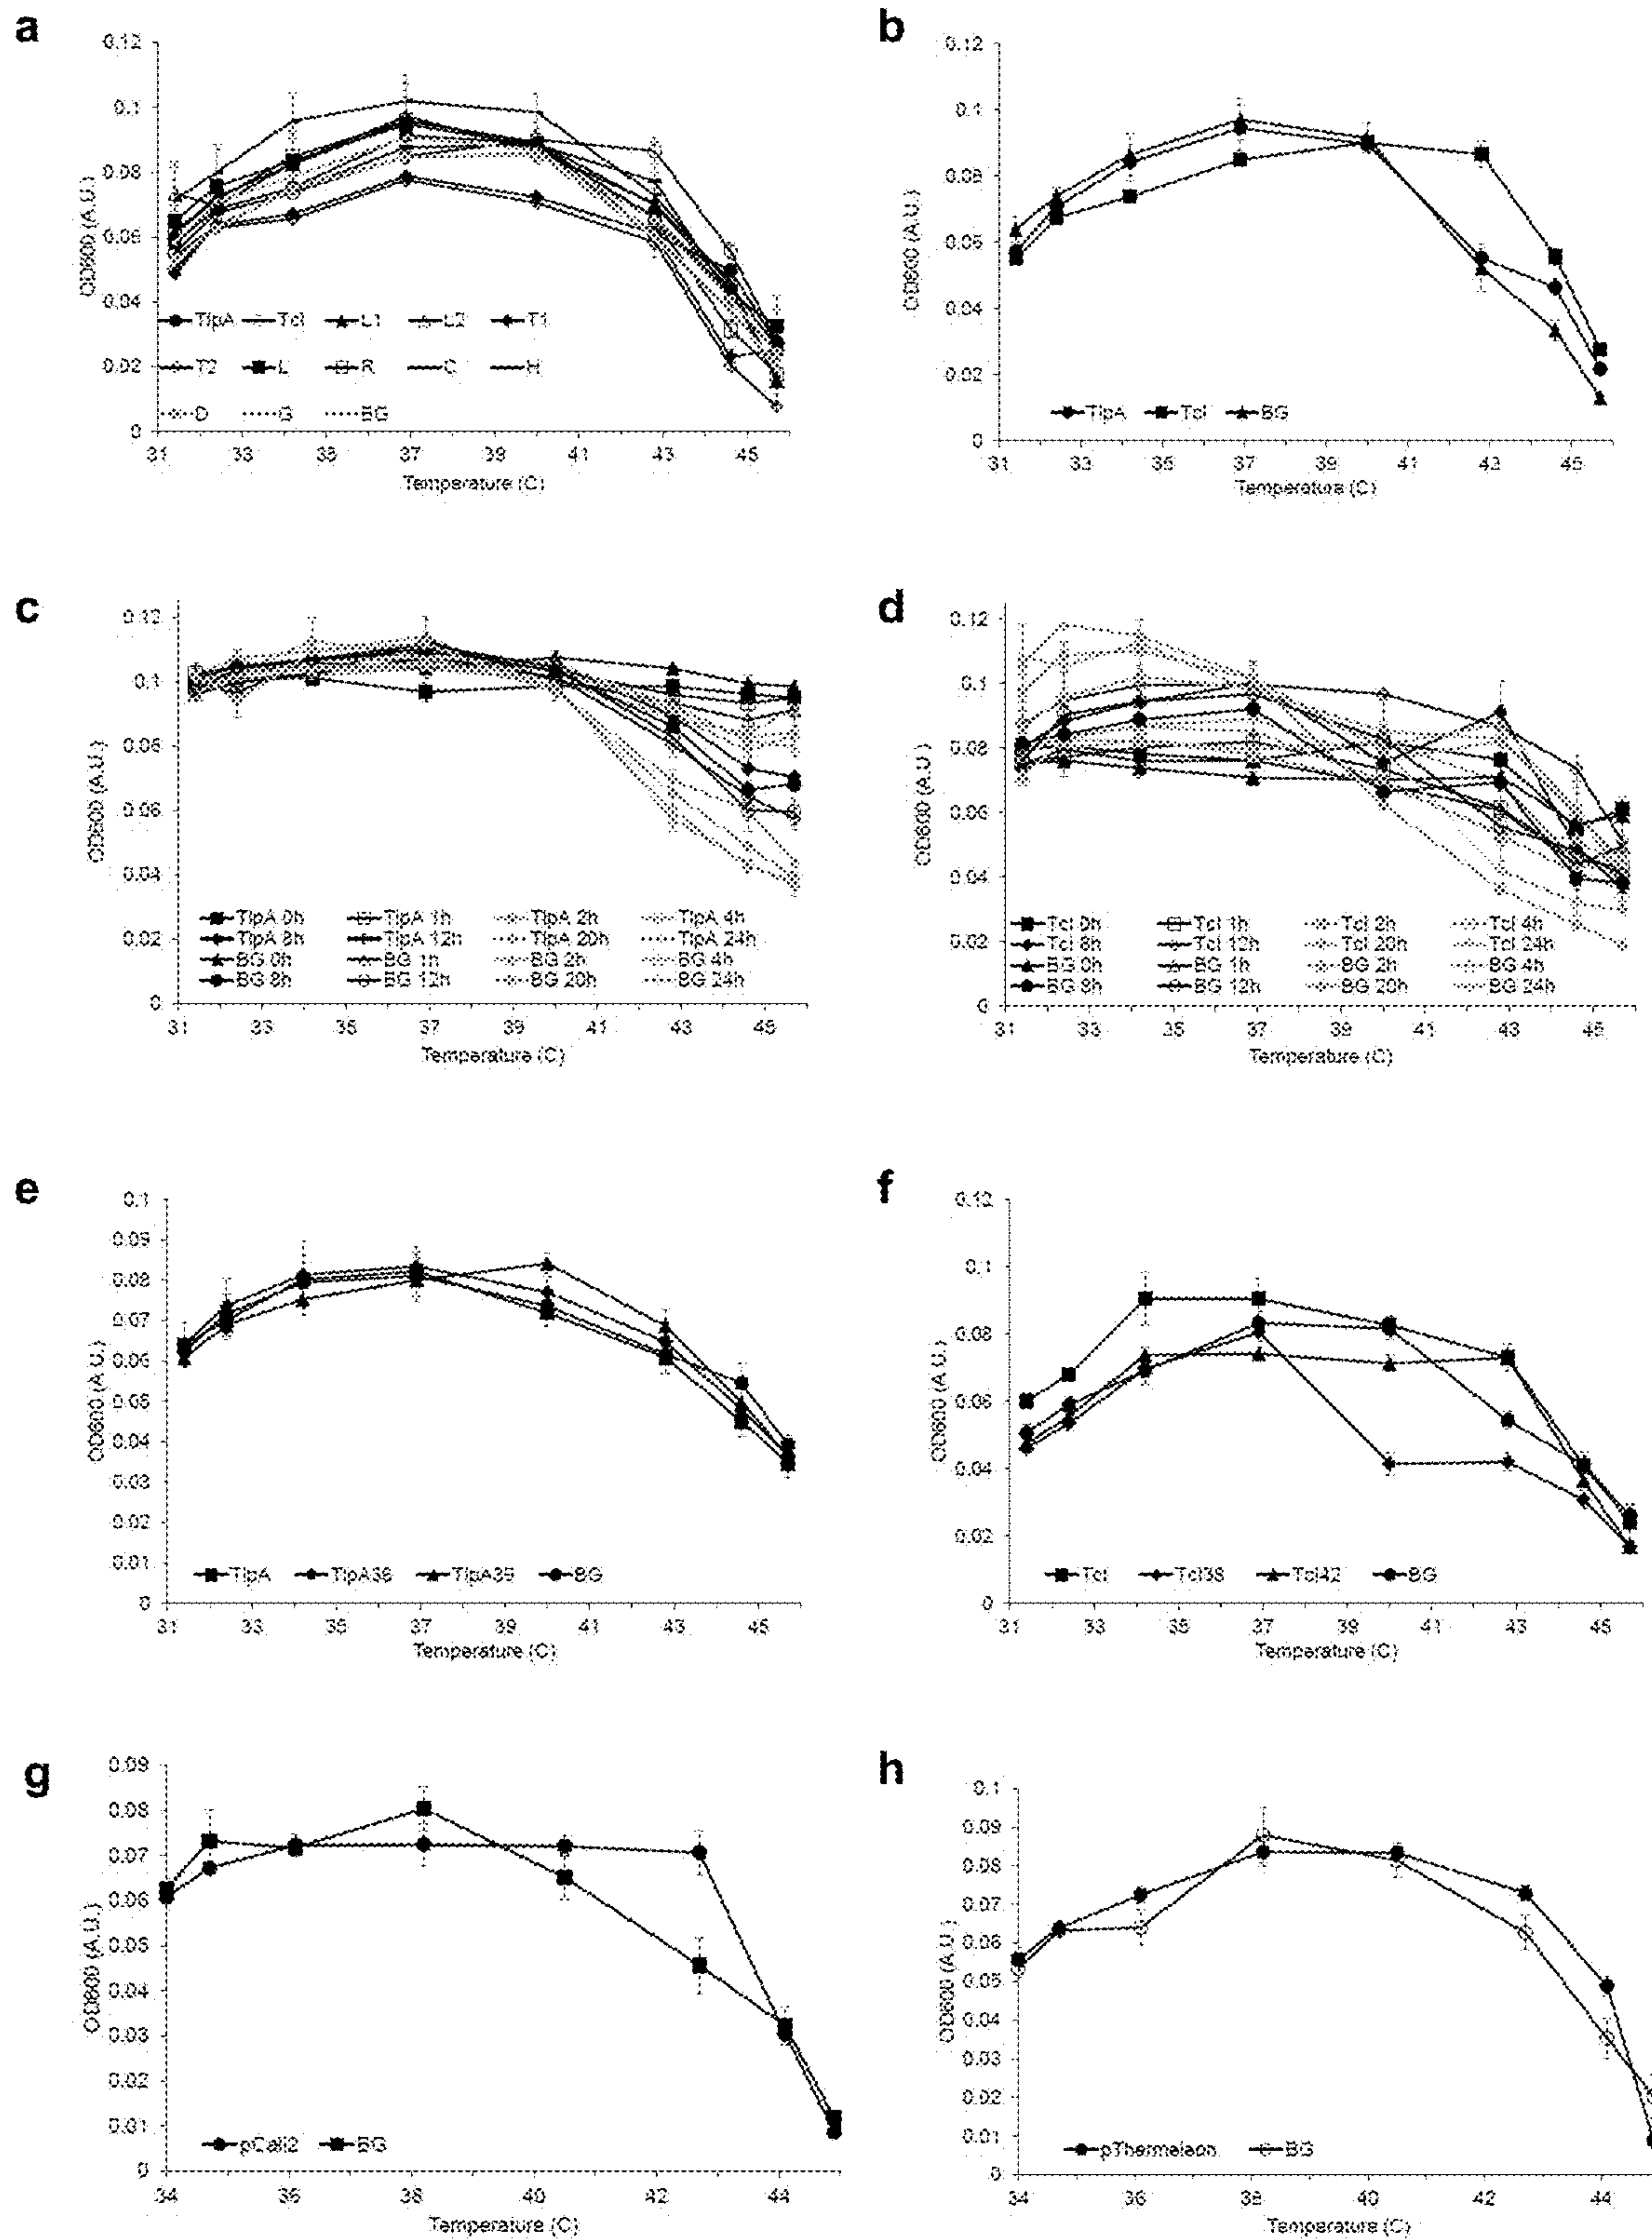 a
0.12
0.1
0.08
0.06
0.04
0.02
0
OD600 (A.U.)
TlpA TcI L1 L2 T1
T2 L R C H
D G BG
31 33 35 37 39 41 43 45
Temperature (C)
b
0.12
0.1
0.08
0.06
0.04
0.02
0
OD600 (A.U.)
TlpA TcI BG
31 33 35 37 39 41 43 45
Temperature (C)
c
0.12
0.1
0.08
0.06
0.04
0.02
0
OD600 (A.U.)
TlpA 0h TlpA 1h TlpA 2h TlpA 4h
TlpA 8h TlpA 12h TlpA 20h TlpA 24h
BG 0h BG 1h BG 2h BG 4h
BG 8h BG 12h BG 20h BG 24h
31 33 35 37 39 41 43 45
Temperature (C)
d
0.12
0.1
0.08
0.06
0.04
0.02
0
OD600 (A.U.)
TcI 0h TcI 1h TcI 2h TcI 4h
TcI 8h TcI 12h TcI 20h TcI 24h
BG 0h BG 1h BG 2h BG 4h
BG 8h BG 12h BG 20h BG 24h
31 33 35 37 39 41 43 45
Temperature (C)
e
0.1
0.09
0.08
0.07
0.06
0.05
0.04
0.03
0.02
0.01
0
OD600 (A.U.)
TlpA TlpA36 TlpA39 BG
31 33 35 37 39 41 43 45
Temperature (C)
f
0.12
0.1
0.08
0.06
0.04
0.02
0
OD600 (A.U.)
TcI TcI38 TcI42 BG
31 33 35 37 39 41 43 45
Temperature (C)
g
0.09
0.08
0.07
0.06
0.05
0.04
0.03
0.02
0.01
0
OD600 (A.U.)
pCali2 BG
34 36 38 40 42 44
Temperature (C)
h
0.1
0.09
0.08
0.07
0.06
0.05
0.04
0.03
0.02
0.01
0
OD600 (A.U.)
pThermeleon BG
34 36 38 40 42 44
Temperature (C)